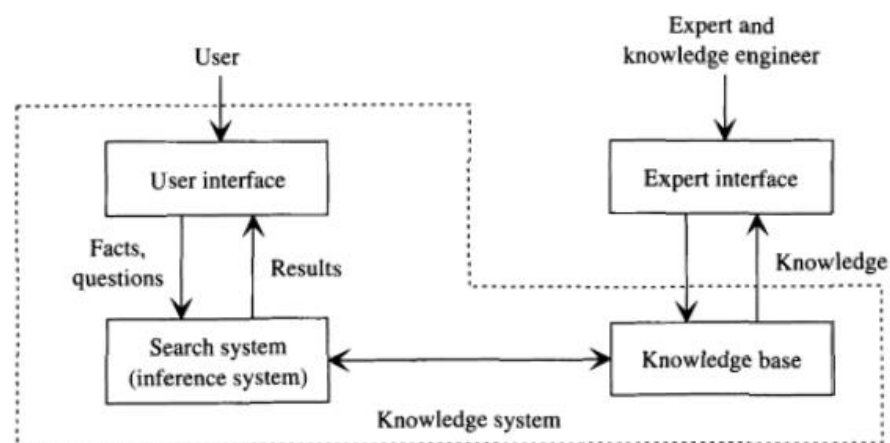 User
Expert and
knowledge engineer
User interface
Expert interface
Facts,
questions
Results
Knowledge
Search system
(inference system)
Knowledge base
Knowledge system